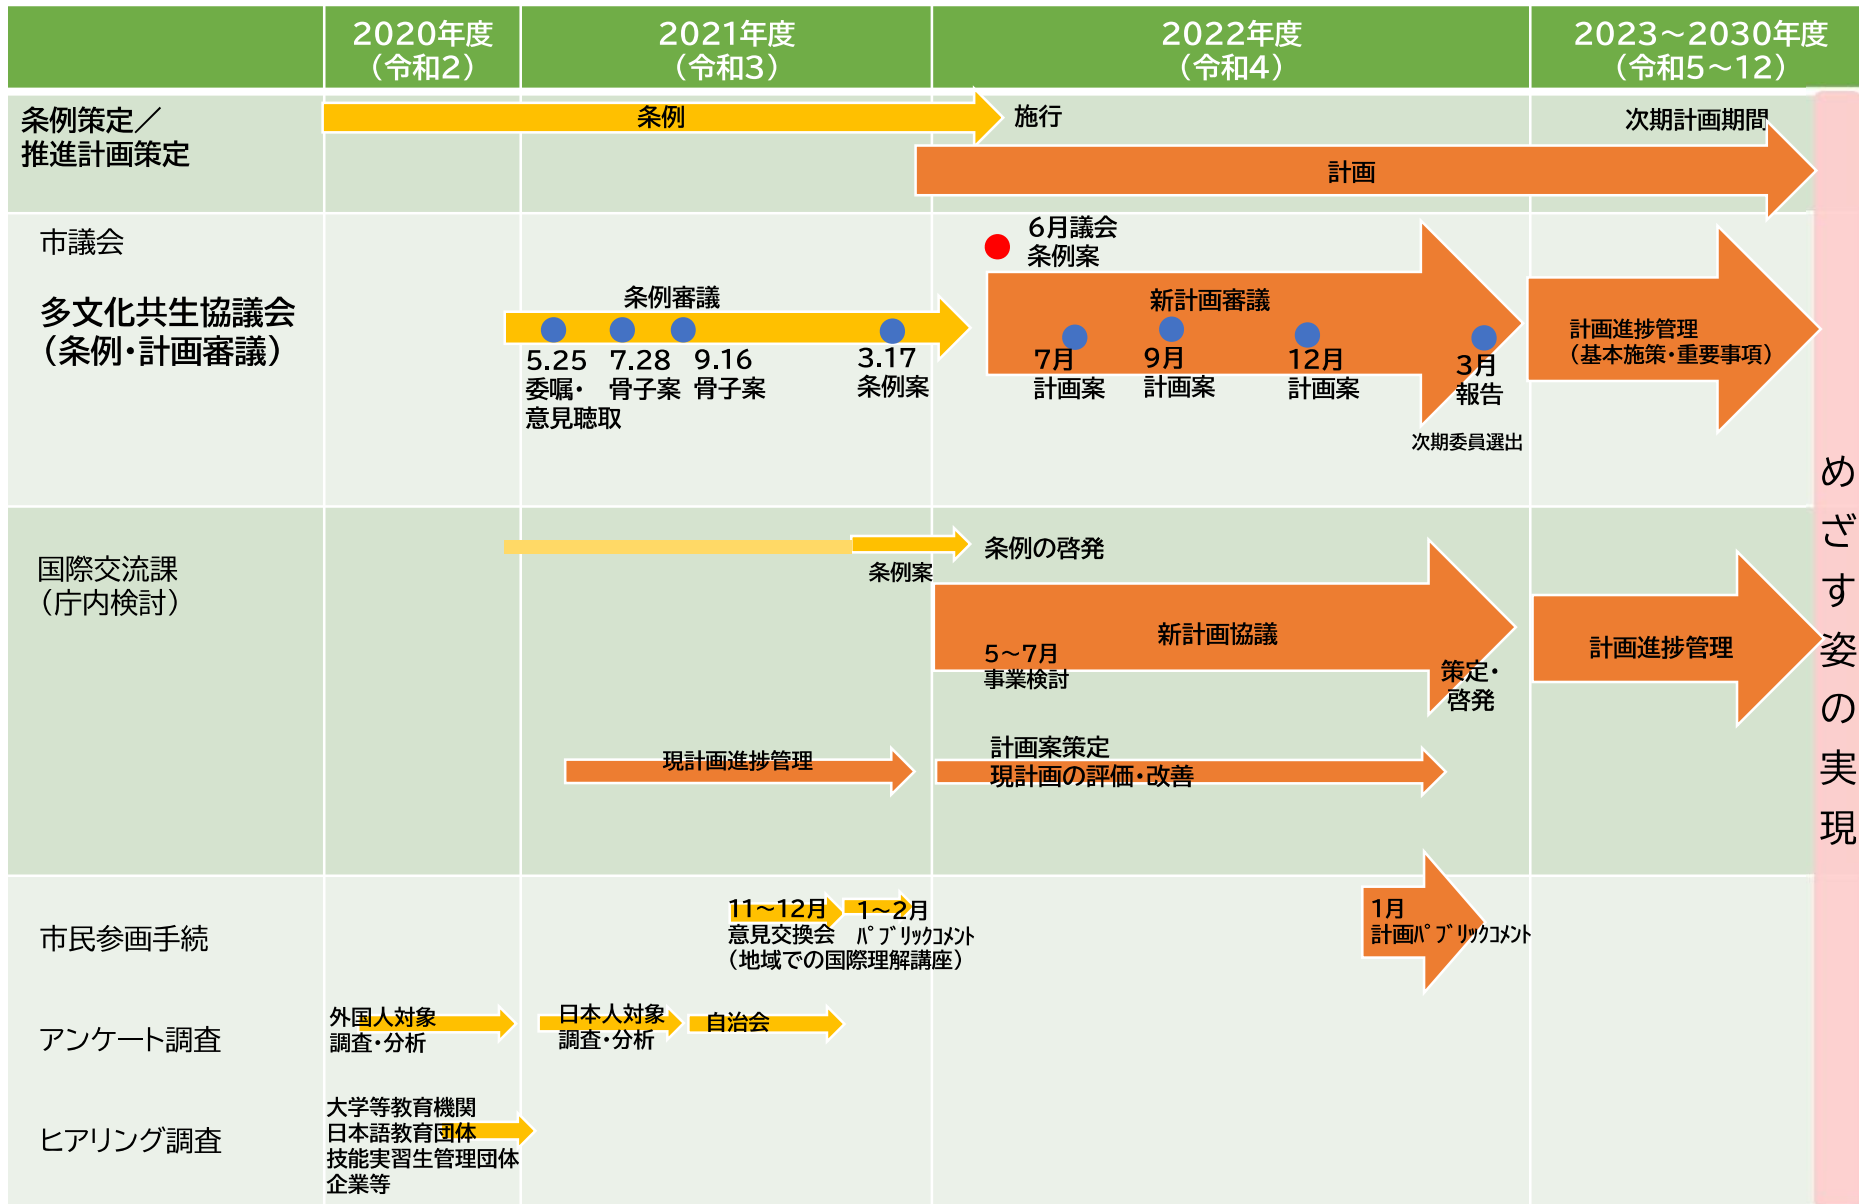 2020年度
（令和2）
2021年度
（令和3）
2022年度
（令和4）
2023～2030年度
（令和5～12）
条例策定／
推進計画策定
条例
施行
次期計画期間
計画
市議会
6月議会
条例案
多文化共生協議会
（条例・計画審議）
条例審議
5.25
委嘱・
意見聴取
7.28
骨子案
9.16
骨子案
3.17
条例案
新計画審議
7月
計画案
9月
計画案
12月
計画案
3月
報告
次期委員選出
計画進捗管理
（基本施策・重要事項）
国際交流課
（庁内検討）
条例案
条例の啓発
新計画協議
5～7月
事業検討
策定・
啓発
計画進捗管理
現計画進捗管理
計画案策定
現計画の評価・改善
市民参画手続
11～12月
意見交換会
（地域での国際理解講座）
1～2月
ﾊﾟﾌﾞﾘｯｸｺﾒﾝﾄ
1月
計画ﾊﾟﾌﾞﾘｯｸｺﾒﾝﾄ
アンケート調査
外国人対象
調査・分析
日本人対象
調査・分析
自治会
ヒアリング調査
大学等教育機関
日本語教育団体
技能実習生管理団体
企業等
めざす姿の実現